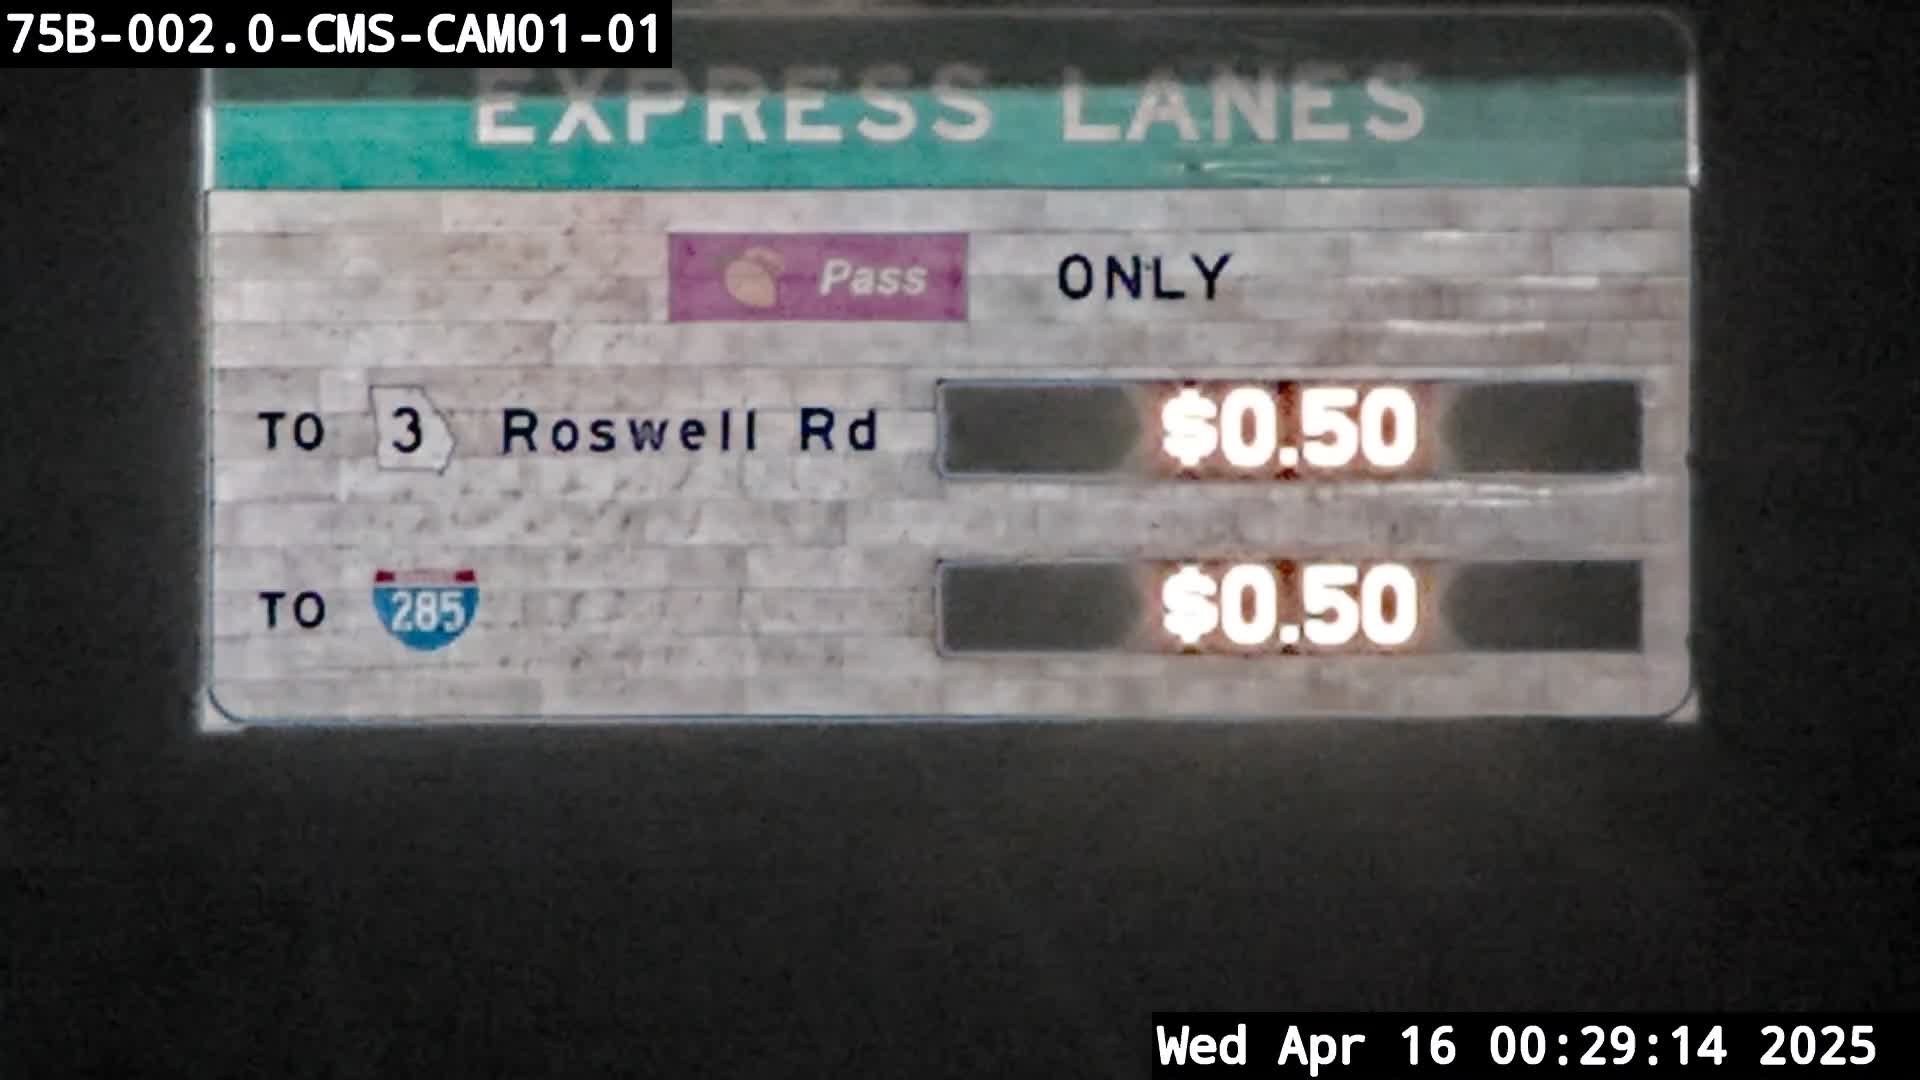 75B-002.0-CMS-CAM01-01
EXPRESS LANES
Pass ONLY
TO 3 Roswell Rd $0.50
TO 285 $0.50
Wed Apr 16 00:29:14 2025